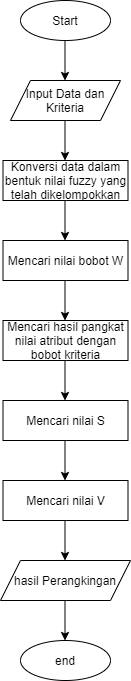 Start
Input Data dan
Kriteria
Konversi data dalam
bentuk nilai fuzzy yang
telah dikelompokkan
Mencari nilai bobot W
Mencari hasil pangkat
nilai atribut dengan
bobot kriteria
Mencari nilai S
Mencari nilai V
hasil Perangkingan
end